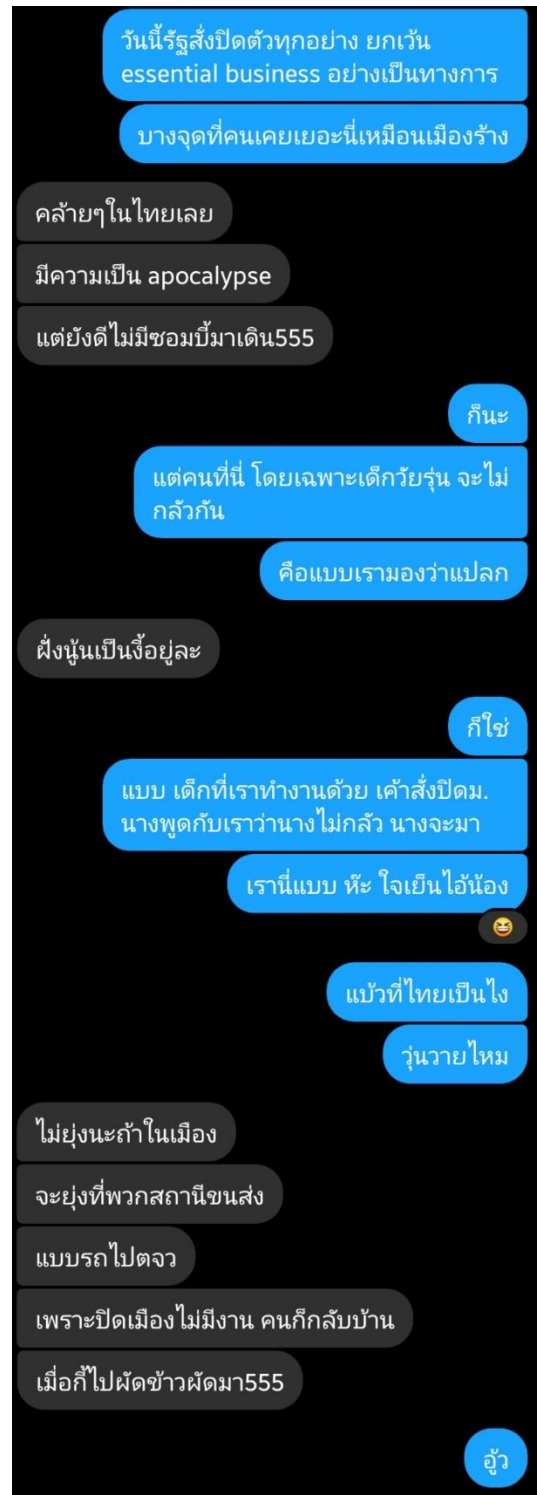 วันนี้รัฐสั่งปิดตัวทุกอย่าง ยกเว้น
essential business อย่างเป็นทางการ
บางจุดที่คนเคยเยอะนี่เหมือนเมืองร้าง
คล้ายๆในไทยเลย
มีความเป็น apocalypse
แต่ยังดีไม่มีซอมบี้มาเดิน555
ก็นะ
แต่คนที่นี่ โดยเฉพาะเด็กวัยรุ่น จะไม่
กลัวกัน
คือแบบเรามองว่าแปลก
ฝั่งนู้นเป็นงี้อยู่ละ
ก็ใช่
แบบ เด็กที่เราทำงานด้วย เค้าสั่งปิดม.
นางพูดกับเราว่านางไม่กลัว นางจะมา
เรานี่แบบ ห๊ะ ใจเย็นไอ้น้อง
แบ้วที่ไทยเป็นไง
วุ่นวายไหม
ไม่ยุ่งนะถ้าในเมือง
จะยุ่งที่พวกสถานีขนส่ง
แบบรถไปตจว
เพราะปิดเมืองไม่มีงาน คนก็กลับบ้าน
เมื่อกี้ไปผัดข้าวผัดมา555
อู้ว